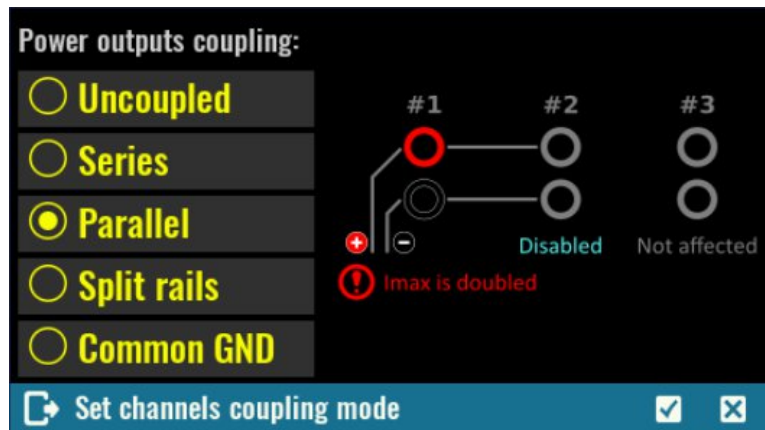 Power outputs coupling:
Uncoupled
Series
Parallel
Split rails
Common GND
#1 #2 #3
+ −
Disabled Not affected
! Imax is doubled
Set channels coupling mode